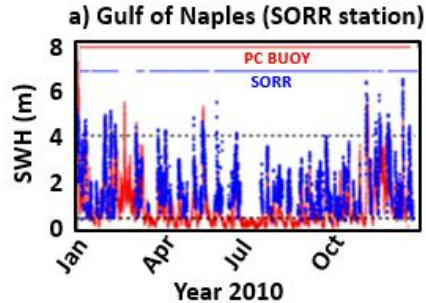 a) Gulf of Naples (SORR station)
8
PC BUOY
SORR
6
4
2
0
SWH (m)
Jan
Apr
Jul
Oct
Year 2010